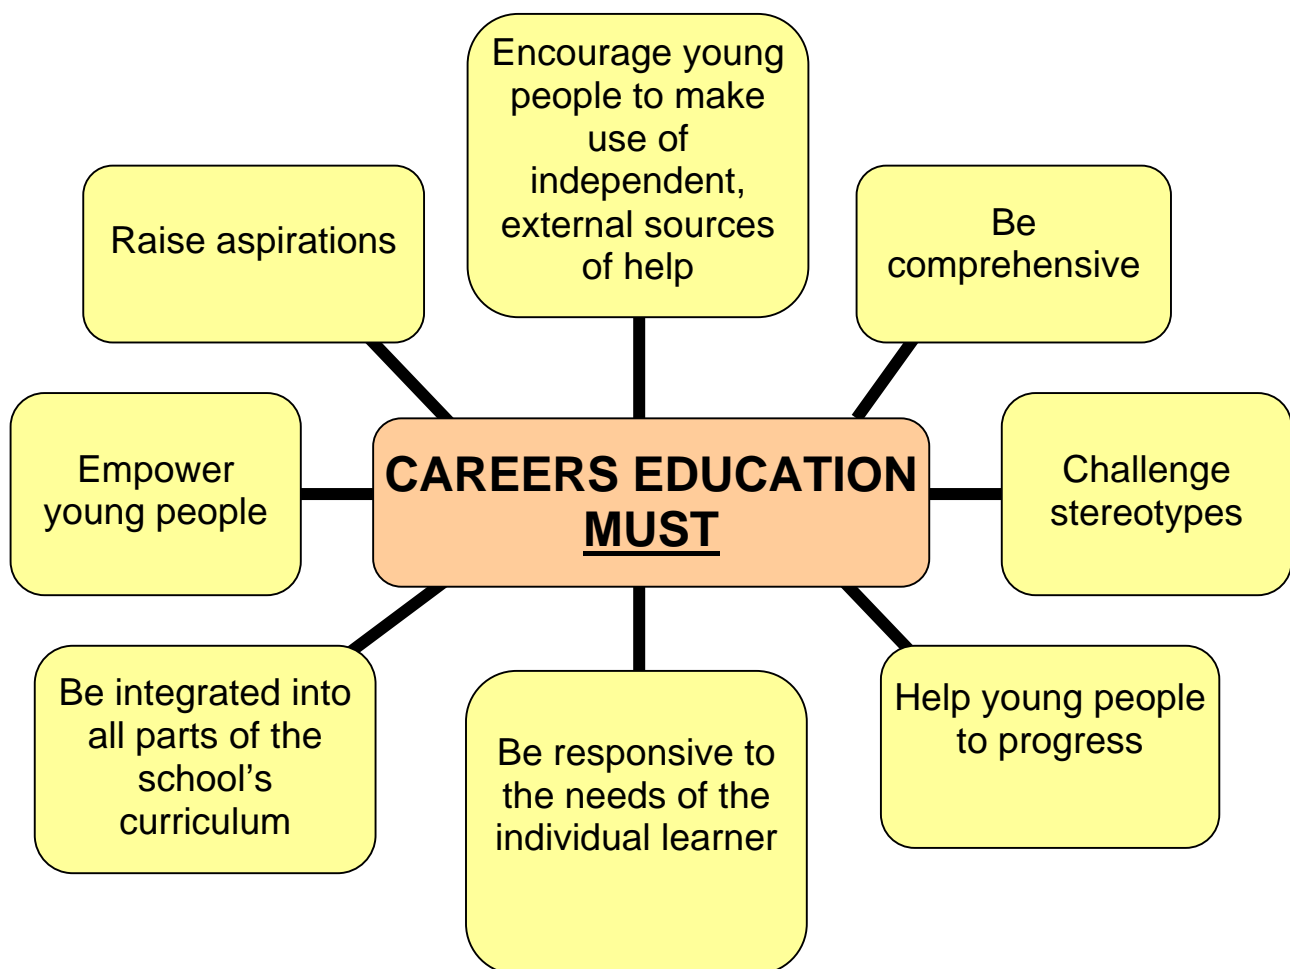 Encourage young
people to make
use of
independent,
external sources
of help
Raise aspirations
Be
comprehensive
Empower
young people
CAREERS EDUCATION
MUST
Challenge
stereotypes
Be integrated into
all parts of the
school’s
curriculum
Be responsive to
the needs of the
individual learner
Help young people
to progress